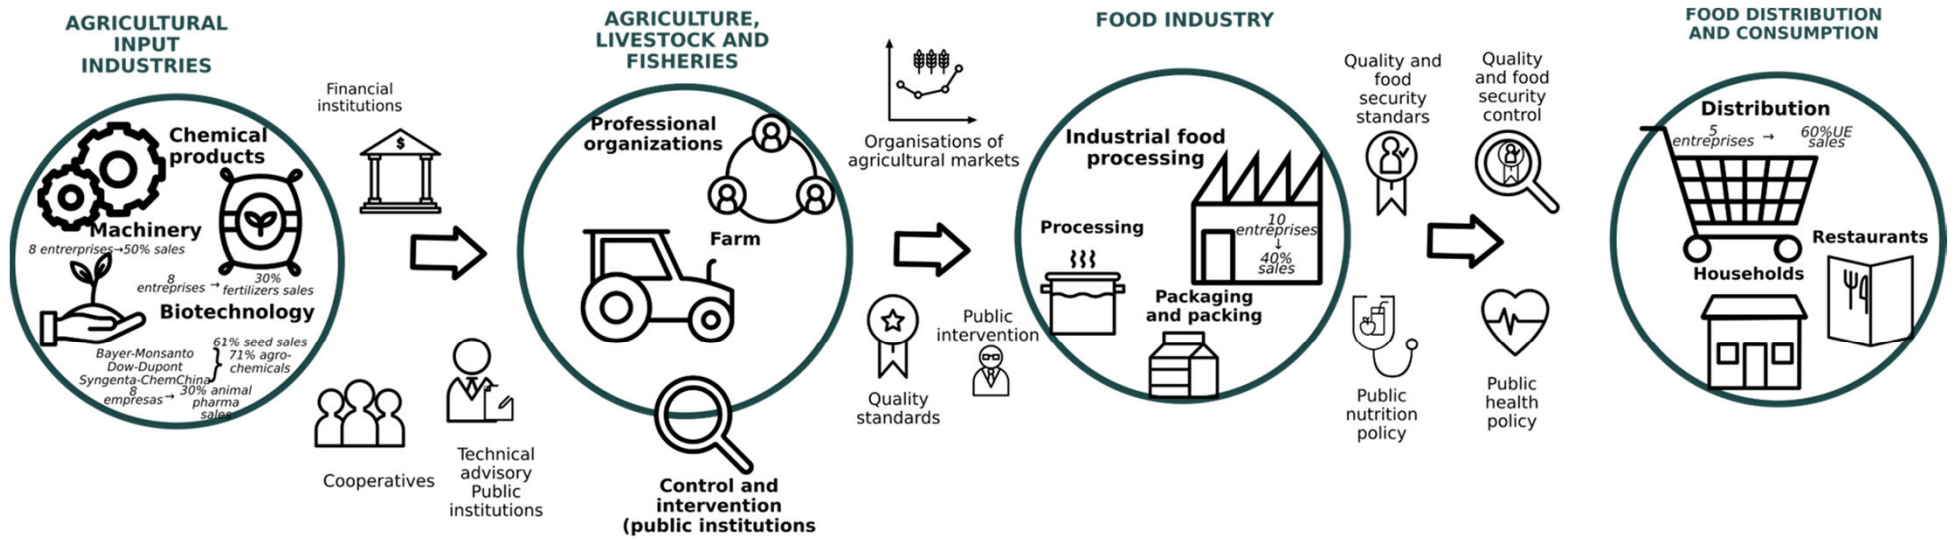 AGRICULTURAL
INPUT
INDUSTRIES
Chemical
products
Machinery
8 entrerprises→50% sales
8
entreprises → 30%
fertilizers sales
Biotechnology
61% seed sales
Bayer-Monsanto
Dow-Dupont
Syngenta-ChemChina
71% agro-
chemicals
8
empasas → 30% animal
pharma
sales
Financial
institutions
$
Cooperatives
Technical
advisory
Public
institutions
AGRICULTURE,
LIVESTOCK AND
FISHERIES
Professional
organizations
Farm
Control and
intervention
(public institutions
Organisations of
agricultural markets
Quality
standards
Public
intervention
FOOD INDUSTRY
Industrial food
processing
10
entreprises
↓
40%
sales
Processing
Packaging
and packing
Quality and
food
security
standars
Quality
and food
security
control
Public
nutrition
policy
Public
health
policy
FOOD DISTRIBUTION
AND CONSUMPTION
Distribution
5
entreprises → 60%UE
sales
Restaurants
Households